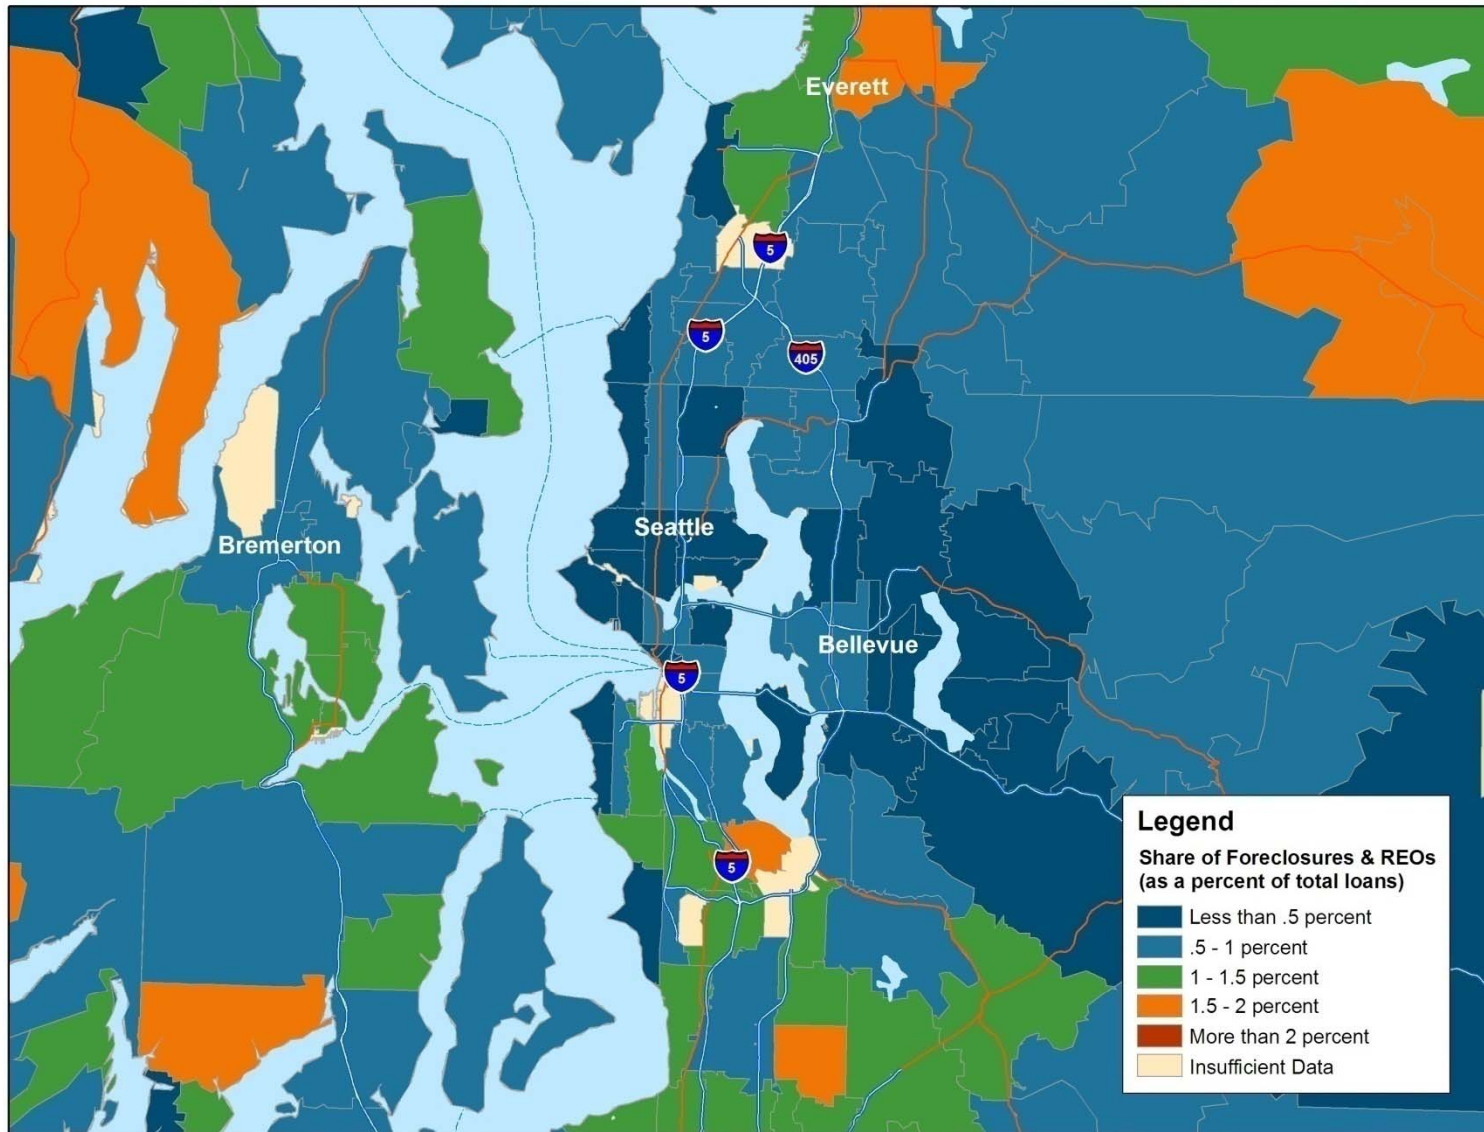 Everett
5
5
405
Seattle
Bremerton
Bellevue
5
5
Legend
Share of Foreclosures & REOs
(as a percent of total loans)
Less than .5 percent
.5 - 1 percent
1 - 1.5 percent
1.5 - 2 percent
More than 2 percent
Insufficient Data